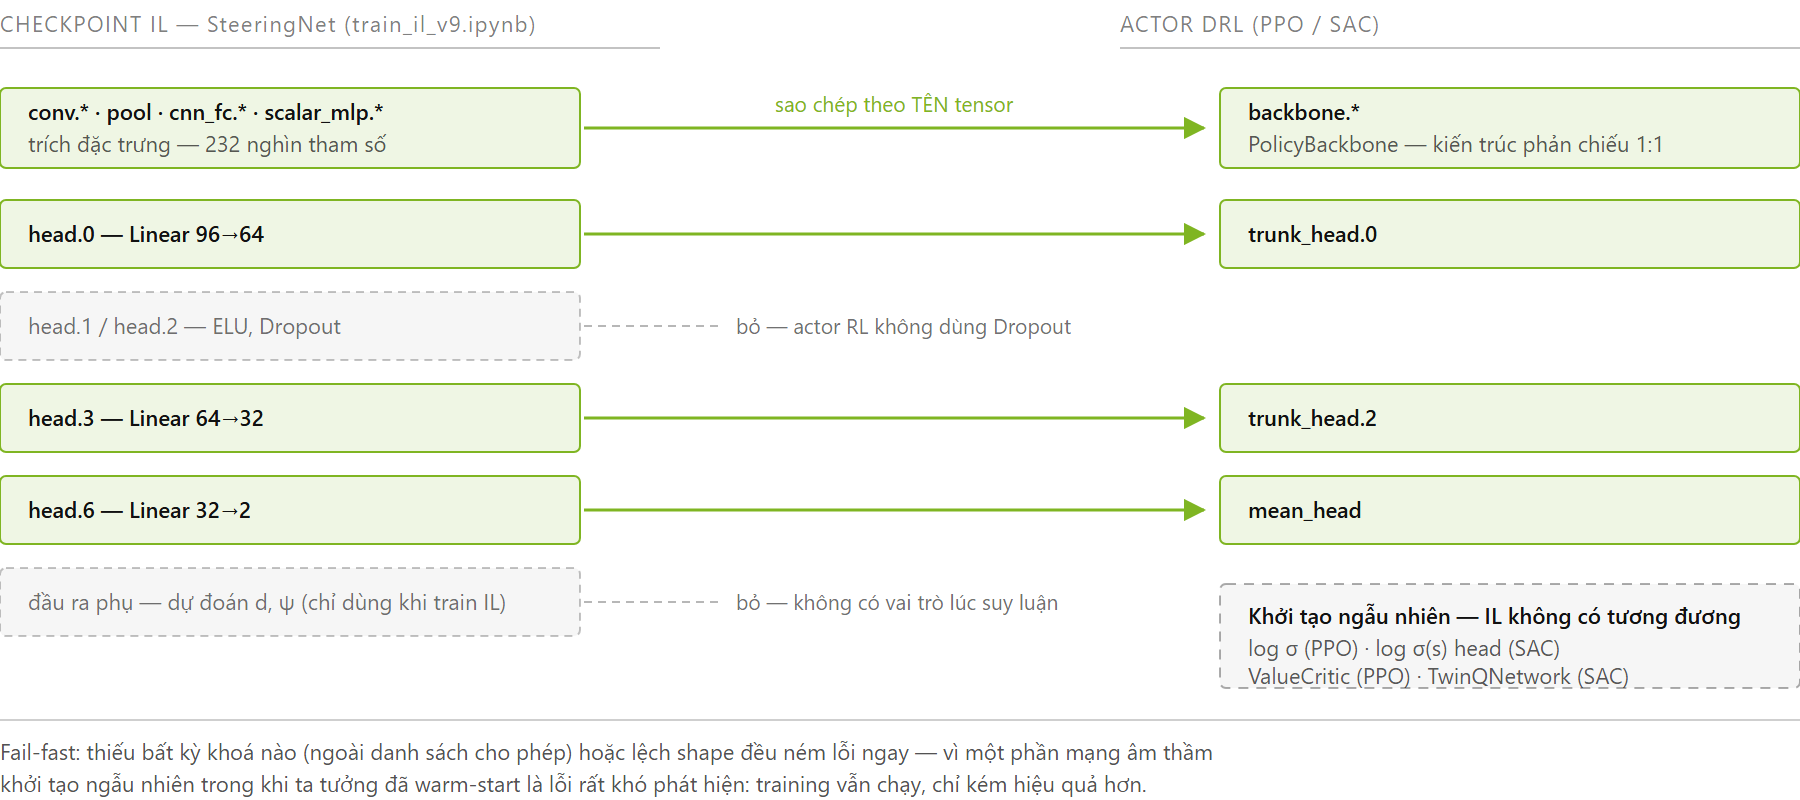 CHECKPOINT IL — SteeringNet (train_il_v9.ipynb)
ACTOR DRL (PPO / SAC)
conv.* · pool · cnn_fc.* · scalar_mlp.*
trích đặc trưng — 232 nghìn tham số
sao chép theo TÊN tensor
backbone.*
PolicyBackbone — kiến trúc phản chiếu 1:1
head.0 — Linear 96→64
trunk_head.0
head.1 / head.2 — ELU, Dropout
bỏ — actor RL không dùng Dropout
head.3 — Linear 64→32
trunk_head.2
head.6 — Linear 32→2
mean_head
đầu ra phụ — dự đoán d, ψ (chỉ dùng khi train IL)
bỏ — không có vai trò lúc suy luận
Khởi tạo ngẫu nhiên — IL không có tương đương
log σ (PPO) · log σ(s) head (SAC)
ValueCritic (PPO) · TwinQNetwork (SAC)
Fail-fast: thiếu bất kỳ khoá nào (ngoài danh sách cho phép) hoặc lệch shape đều ném lỗi ngay — vì một phần mạng âm thầm
khởi tạo ngẫu nhiên trong khi ta tưởng đã warm-start là lỗi rất khó phát hiện: training vẫn chạy, chỉ kém hiệu quả hơn.